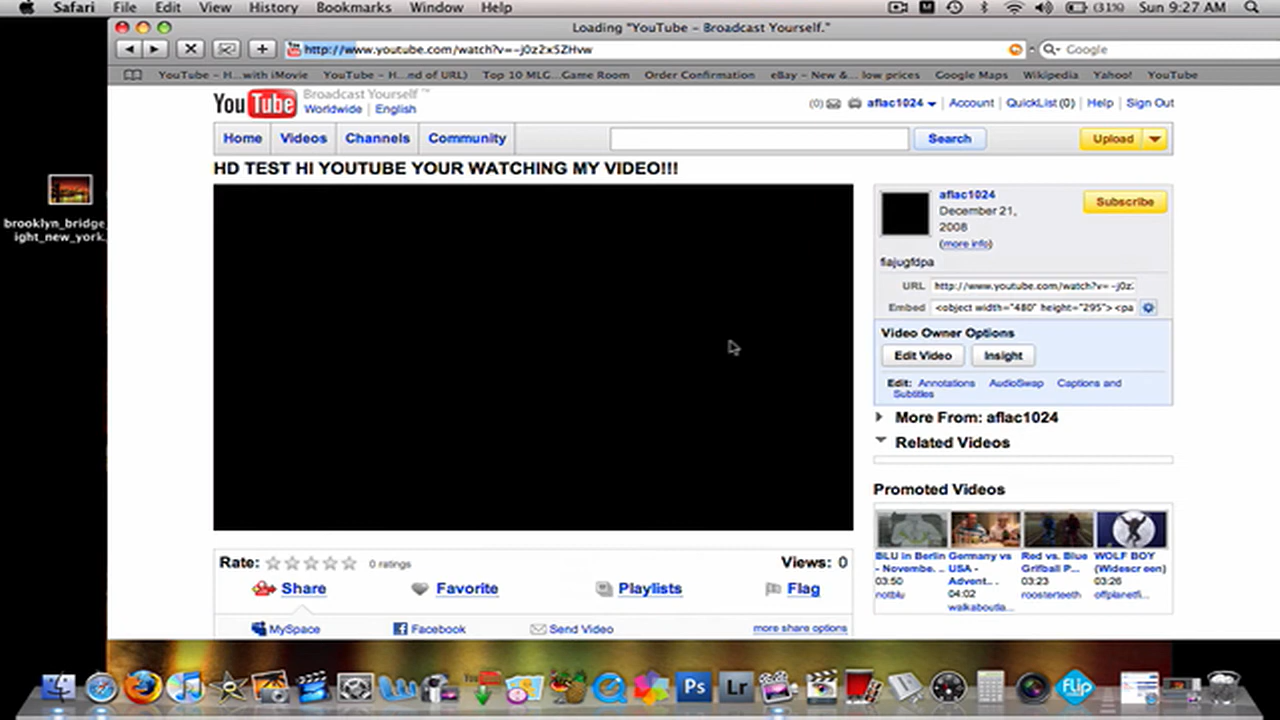 Safari File Edit View History Bookmarks Window Help (31%) Sun 9:27 AM
Loading "YouTube – Broadcast Yourself."
http://www.youtube.com/watch?v=-j0z2x5ZHvw
Google
YouTube – H...with iMovie YouTube – H...nd of URL) Top 10 MLG...Game Room Order Confirmation eBay – New &... low prices Google Maps Wikipedia Yahoo! YouTube
YouTube Broadcast Yourself ™
Worldwide English
(0) aflac1024 Account QuickList (0) Help Sign Out
Home Videos Channels Community Search Upload
HD TEST HI YOUTUBE YOUR WATCHING MY VIDEO!!!
aflac1024
December 21,
2008
(more info)
Subscribe
fiajugfdpa
URL http://www.youtube.com/watch?v= -j0z
Embed <object width="480" height="295"> <pa
Video Owner Options
Edit Video Insight
Edit: Annotations AudioSwap Captions and
Subtitles
More From: aflac1024
Related Videos
Promoted Videos
BLU in Berlin
- Novembe. ..
03:50
notblu
Germany vs
USA -
Advent...
04:02
walkaboutla...
Red vs. Blue
Grifball P...
03:23
roosterteeth
WOLF BOY
(Widescreen)
03:26
offplanetfi...
brooklyn_bridge_
ight_new_york.
Rate: 0 ratings Views: 0
Share Favorite Playlists Flag
MySpace Facebook Send Video more share options
You
Ps Lr flip